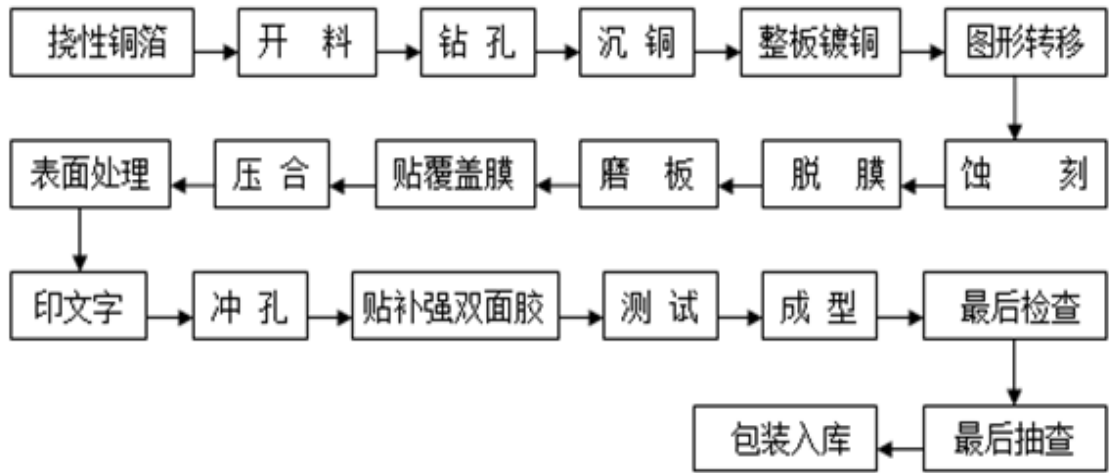 挠性铜箔 开 料 钻 孔 沉 铜 整板镀铜 图形转移
表面处理 压 合 贴覆盖膜 磨 板 脱 膜 蚀 刻
印文字 冲 孔 贴补强双面胶 测 试 成 型 最后检查
包装入库 最后抽查